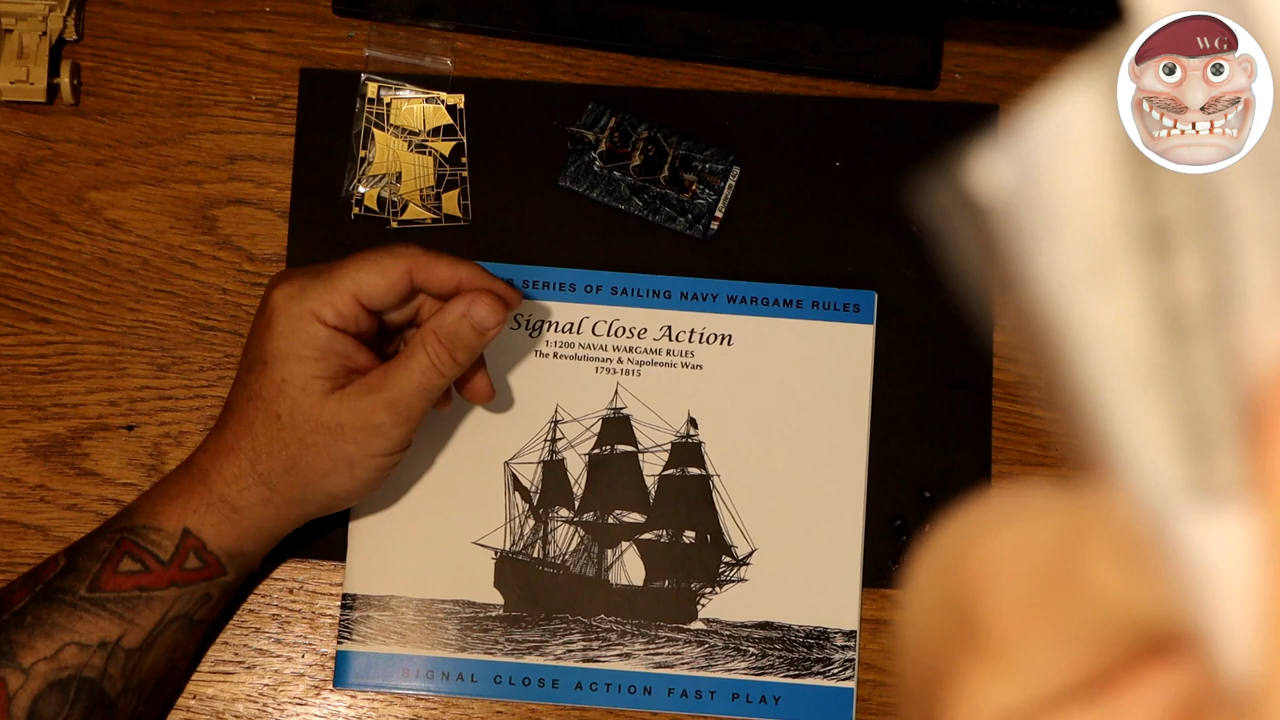 WG
SERIES OF SAILING NAVY WARGAME RULES
Signal Close Action
1:1200 NAVAL WARGAME RULES
The Revolutionary & Napoleonic Wars
1793-1815
SIGNAL CLOSE ACTION FAST PLAY